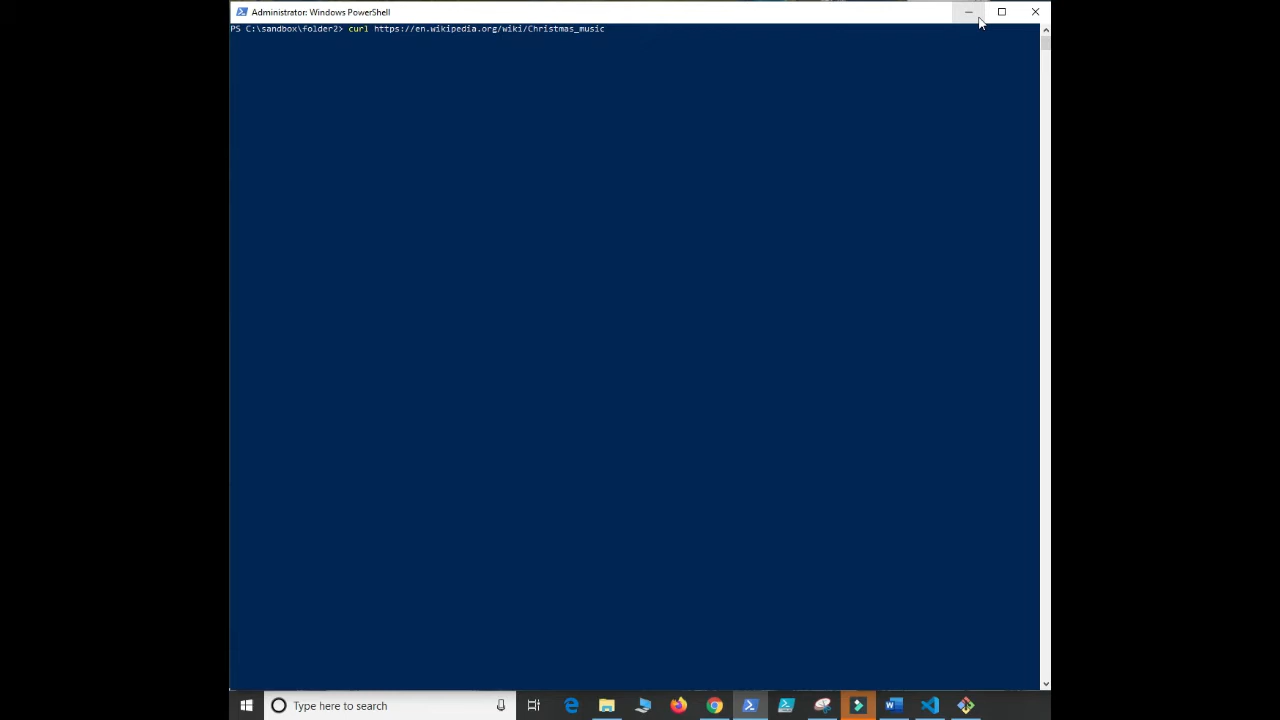 Administrator: Windows PowerShell
PS C:\sandbox\folder2> curl https://en.wikipedia.org/wiki/Christmas_music
Type here to search